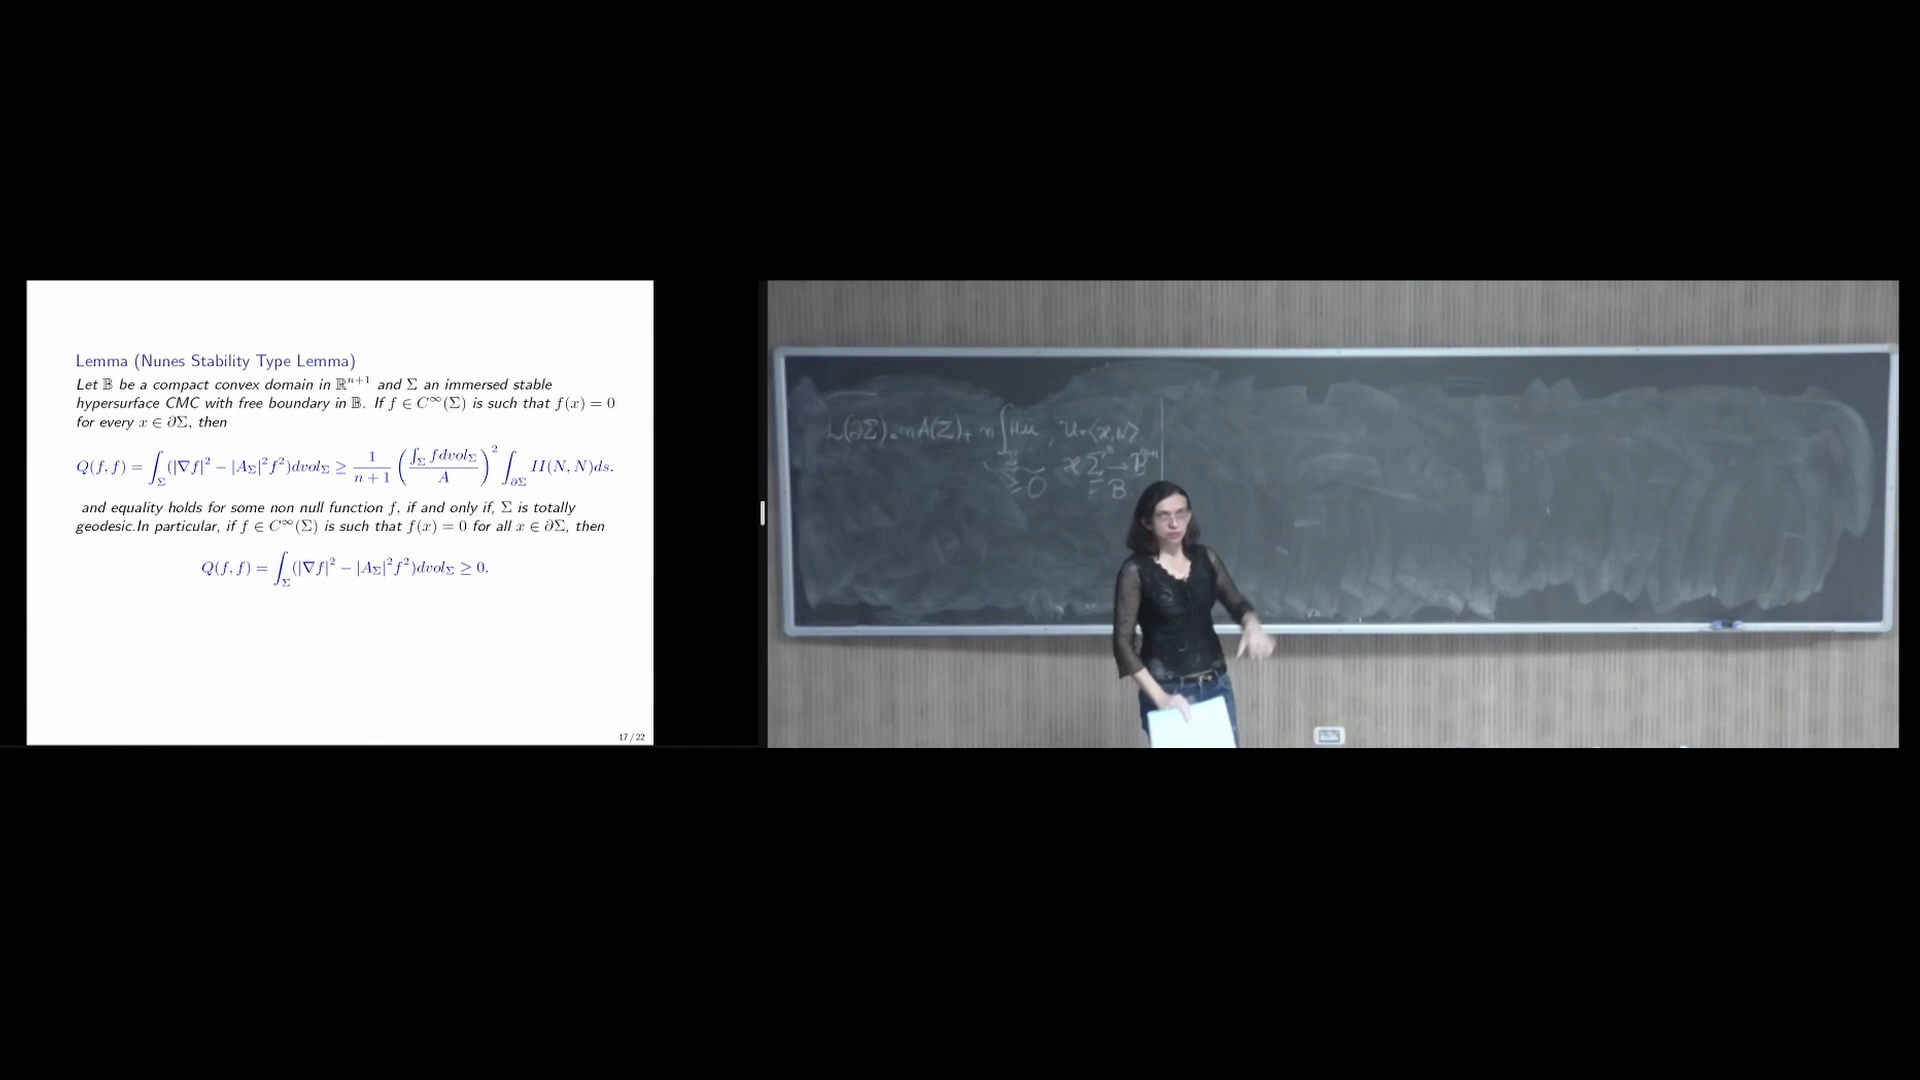 Lemma (Nunes Stability Type Lemma)
Let 𝔹 be a compact convex domain in ℝⁿ⁺¹ and Σ an immersed stable
hypersurface CMC with free boundary in 𝔹. If f ∈ C^∞(Σ) is such that f(x) = 0
for every x ∈ ∂Σ, then
Q(f, f) = ∫_Σ (|∇f|² − |A_Σ|² f²)dvol_Σ ≥ 1/(n+1) (∫_Σ f dvol_Σ / A)² ∫_∂Σ II(N, N)ds.
and equality holds for some non null function f, if and only if, Σ is totally
geodesic.In particular, if f ∈ C^∞(Σ) is such that f(x) = 0 for all x ∈ ∂Σ, then
Q(f, f) = ∫_Σ (|∇f|² − |A_Σ|² f²)dvol_Σ ≥ 0.
17 / 22
L(∂Σ) = nA(Σ) + n ∫ Hu, u = ⟨x, N⟩
≥ 0